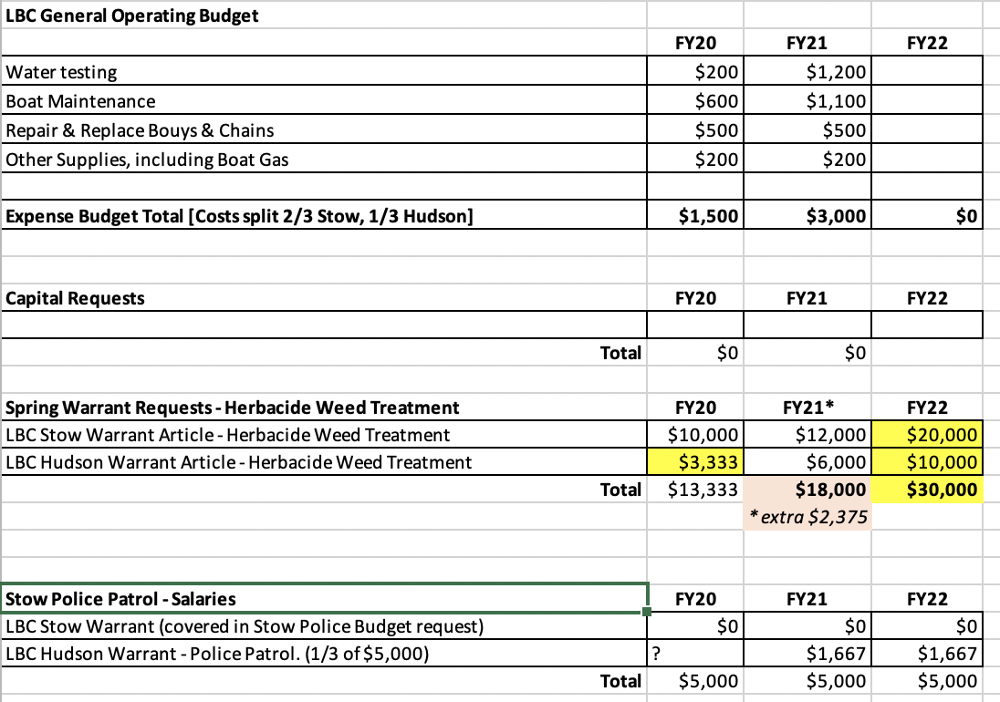 LBC General Operating Budget
FY20 FY21 FY22
Water testing $200 $1,200
Boat Maintenance $600 $1,100
Repair & Replace Bouys & Chains $500 $500
Other Supplies, including Boat Gas $200 $200
Expense Budget Total [Costs split 2/3 Stow, 1/3 Hudson] $1,500 $3,000 $0
Capital Requests FY20 FY21 FY22
Total $0 $0
Spring Warrant Requests - Herbacide Weed Treatment FY20 FY21* FY22
LBC Stow Warrant Article - Herbacide Weed Treatment $10,000 $12,000 $20,000
LBC Hudson Warrant Article - Herbacide Weed Treatment $3,333 $6,000 $10,000
Total $13,333 $18,000 $30,000
*extra $2,375
Stow Police Patrol - Salaries FY20 FY21 FY22
LBC Stow Warrant (covered in Stow Police Budget request) $0 $0 $0
LBC Hudson Warrant - Police Patrol. (1/3 of $5,000) ? $1,667 $1,667
Total $5,000 $5,000 $5,000